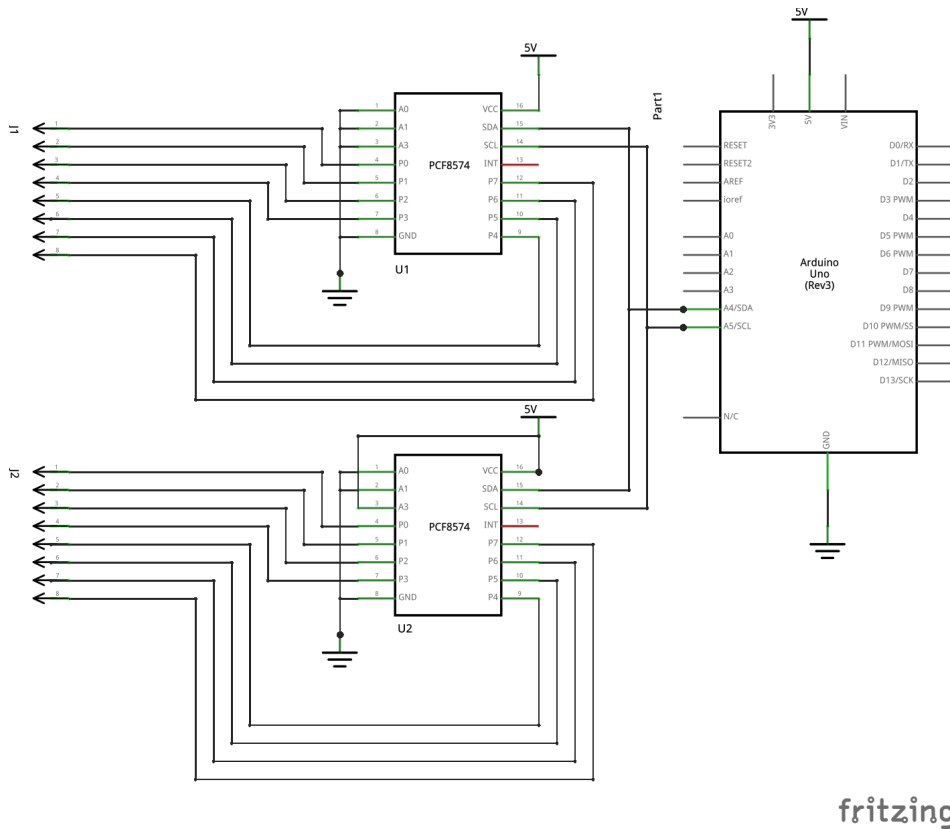 5V
5V
Part1
J1
1
2
3
4
5
6
7
8
1 A0
2 A1
3 A3
4 P0
5 P1
6 P2
7 P3
8 GND
PCF8574
VCC 16
SDA 15
SCL 14
INT 13
P7 12
P6 11
P5 10
P4 9
U1
3V3
5V
VIN
RESET
RESET2
AREF
ioref
A0
A1
A2
A3
A4/SDA
A5/SCL
N/C
Arduino
Uno
(Rev3)
D0/RX
D1/TX
D2
D3 PWM
D4
D5 PWM
D6 PWM
D7
D8
D9 PWM
D10 PWM/SS
D11 PWM/MOSI
D12/MISO
D13/SCK
GND
5V
J2
1
2
3
4
5
6
7
8
1 A0
2 A1
3 A3
4 P0
5 P1
6 P2
7 P3
8 GND
PCF8574
VCC 16
SDA 15
SCL 14
INT 13
P7 12
P6 11
P5 10
P4 9
U2
fritzing